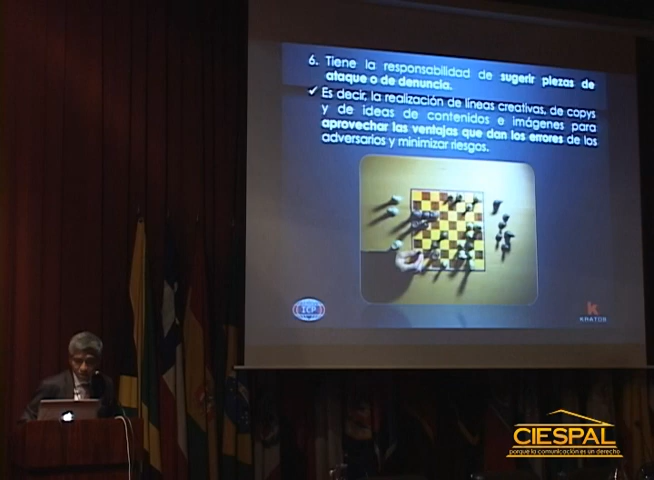 6. Tiene la responsabilidad de sugerir piezas de
ataque o de denuncia.
✓ Es decir, la realización de líneas creativas, de copys
y de ideas de contenidos e imágenes para
aprovechar las ventajas que dan los errores de los
adversarios y minimizar riesgos.
ICP
KRATOS
CIESPAL
porque la comunicación es un derecho